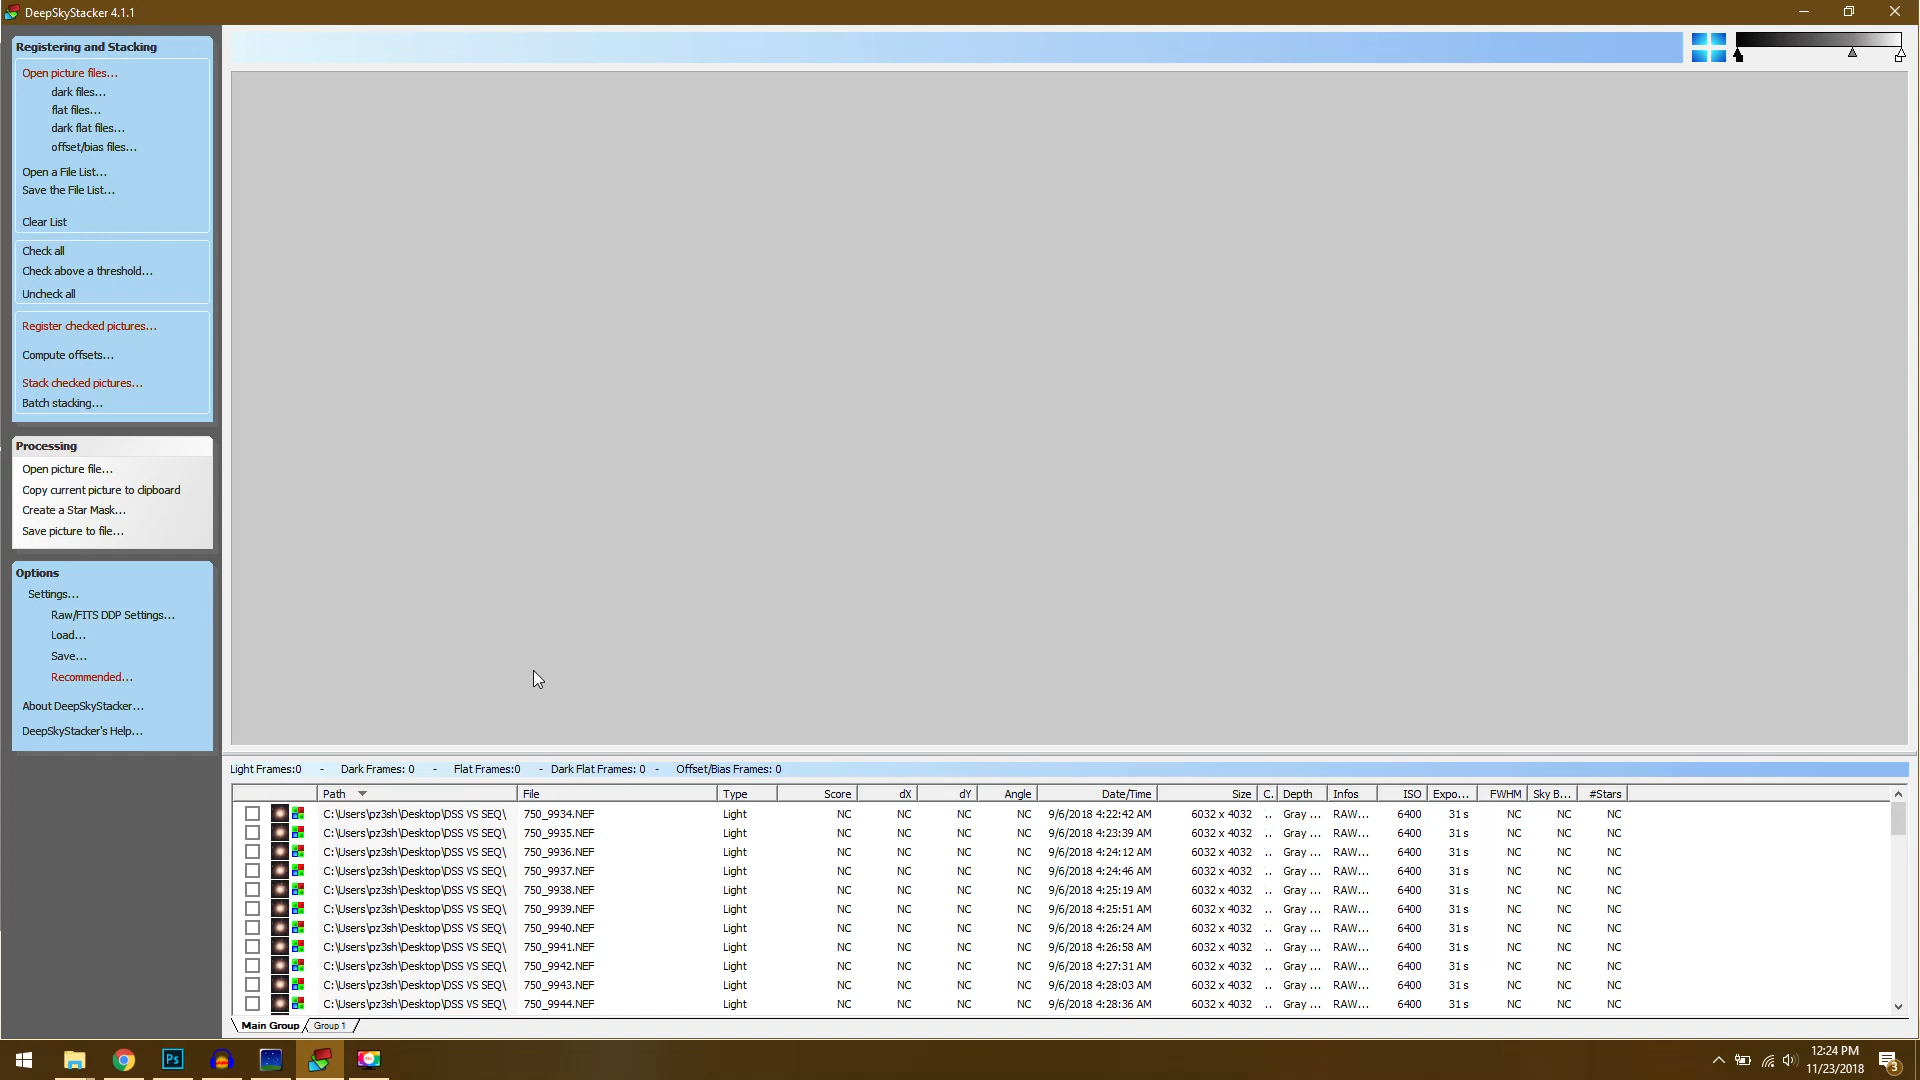 DeepSkyStacker 4.1.1
Registering and Stacking
Open picture files...
dark files...
flat files...
dark flat files...
offset/bias files...
Open a File List...
Save the File List...
Clear List
Check all
Check above a threshold...
Uncheck all
Register checked pictures...
Compute offsets...
Stack checked pictures...
Batch stacking...
Processing
Open picture file...
Copy current picture to clipboard
Create a Star Mask...
Save picture to file...
Options
Settings...
Raw/FITS DDP Settings...
Load...
Save...
Recommended...
About DeepSkyStacker...
DeepSkyStacker's Help...
Light Frames:0 - Dark Frames: 0 - Flat Frames:0 - Dark Flat Frames: 0 - Offset/Bias Frames: 0
Path File Type Score dX dY Angle Date/Time Size C. Depth Infos ISO Expo... FWHM Sky B... #Stars
C:\Users\pz3sh\Desktop\DSS VS SEQ\ 750_9934.NEF Light NC NC NC NC 9/6/2018 4:22:42 AM 6032 x 4032 .. Gray ... RAW... 6400 31 s NC NC NC
C:\Users\pz3sh\Desktop\DSS VS SEQ\ 750_9935.NEF Light NC NC NC NC 9/6/2018 4:23:39 AM 6032 x 4032 .. Gray ... RAW... 6400 31 s NC NC NC
C:\Users\pz3sh\Desktop\DSS VS SEQ\ 750_9936.NEF Light NC NC NC NC 9/6/2018 4:24:12 AM 6032 x 4032 .. Gray ... RAW... 6400 31 s NC NC NC
C:\Users\pz3sh\Desktop\DSS VS SEQ\ 750_9937.NEF Light NC NC NC NC 9/6/2018 4:24:46 AM 6032 x 4032 .. Gray ... RAW... 6400 31 s NC NC NC
C:\Users\pz3sh\Desktop\DSS VS SEQ\ 750_9938.NEF Light NC NC NC NC 9/6/2018 4:25:19 AM 6032 x 4032 .. Gray ... RAW... 6400 31 s NC NC NC
C:\Users\pz3sh\Desktop\DSS VS SEQ\ 750_9939.NEF Light NC NC NC NC 9/6/2018 4:25:51 AM 6032 x 4032 .. Gray ... RAW... 6400 31 s NC NC NC
C:\Users\pz3sh\Desktop\DSS VS SEQ\ 750_9940.NEF Light NC NC NC NC 9/6/2018 4:26:24 AM 6032 x 4032 .. Gray ... RAW... 6400 31 s NC NC NC
C:\Users\pz3sh\Desktop\DSS VS SEQ\ 750_9941.NEF Light NC NC NC NC 9/6/2018 4:26:58 AM 6032 x 4032 .. Gray ... RAW... 6400 31 s NC NC NC
C:\Users\pz3sh\Desktop\DSS VS SEQ\ 750_9942.NEF Light NC NC NC NC 9/6/2018 4:27:31 AM 6032 x 4032 .. Gray ... RAW... 6400 31 s NC NC NC
C:\Users\pz3sh\Desktop\DSS VS SEQ\ 750_9943.NEF Light NC NC NC NC 9/6/2018 4:28:03 AM 6032 x 4032 .. Gray ... RAW... 6400 31 s NC NC NC
C:\Users\pz3sh\Desktop\DSS VS SEQ\ 750_9944.NEF Light NC NC NC NC 9/6/2018 4:28:36 AM 6032 x 4032 .. Gray ... RAW... 6400 31 s NC NC NC
Main Group Group 1
Ps
12:24 PM
11/23/2018
3